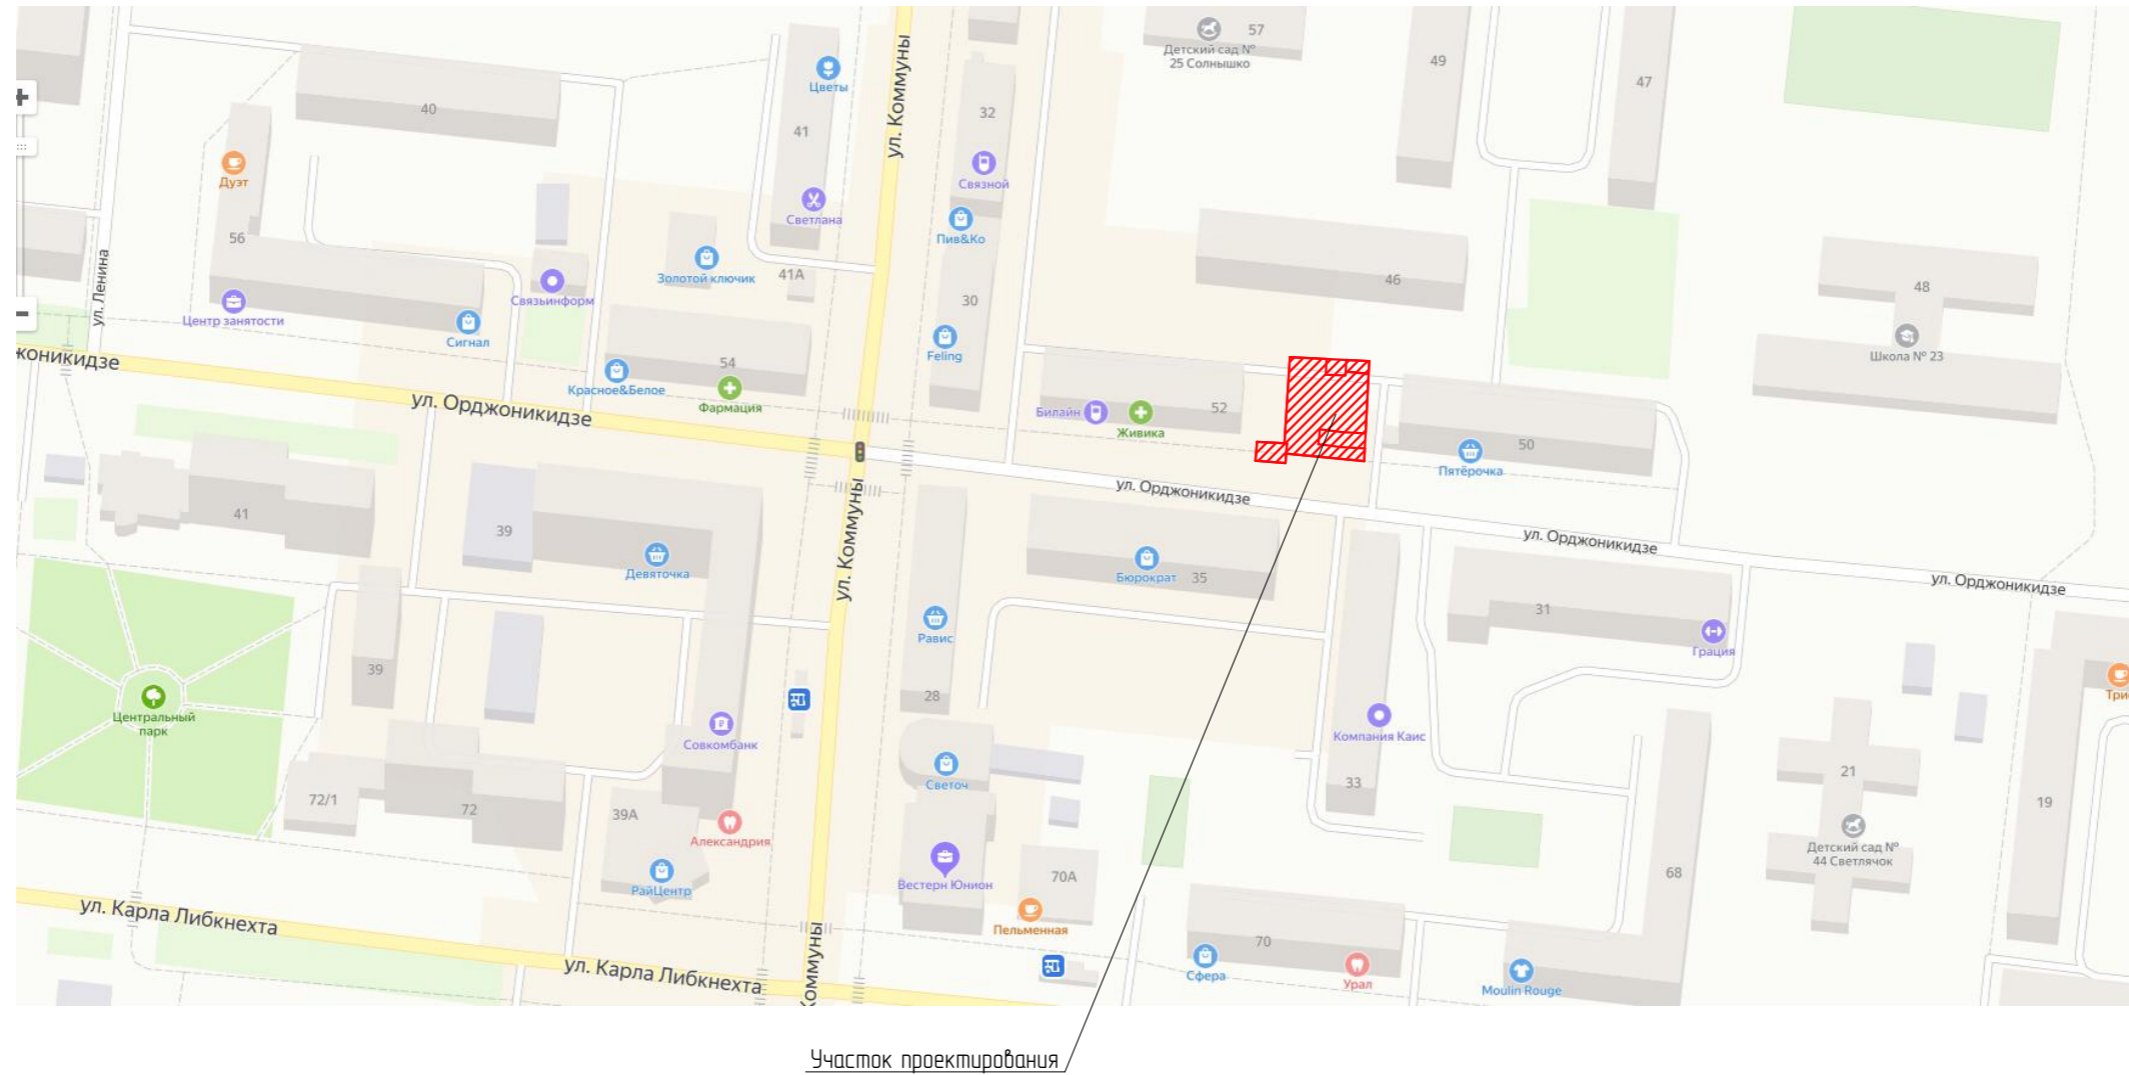 57
Детский сад №
25 Солнышко
49
47
ул. Коммуны
Цветы
40
41
32
Дуэт
Связной
Светлана
Пив&Ко
56
ул. Ленина
Золотой ключик
41А
46
48
Связьинформ
30
Центр занятости
Сигнал
Школа № 23
жоникидзе
54
Feling
Красное&Белое
Фармация
ул. Орджоникидзе
Билайн
52
Живика
50
Пятёрочка
ул. Орджоникидзе
41
39
ул. Коммуны
ул. Орджоникидзе
Девяточка
Бюрократ
35
ул. Орджоникидзе
31
Равис
Грация
39
28
Центральный
парк
Совкомбанк
Компания Каис
Светоч
33
21
72/1
72
39А
19
Александрия
Детский сад №
44 Светлячок
РайЦентр
Вестерн Юнион
70А
68
ул. Карла Либкнехта
Пельменная
70
ул. Карла Либкнехта
Сфера
Урал
Moulin Rouge
Коммуны
Участок проектирования